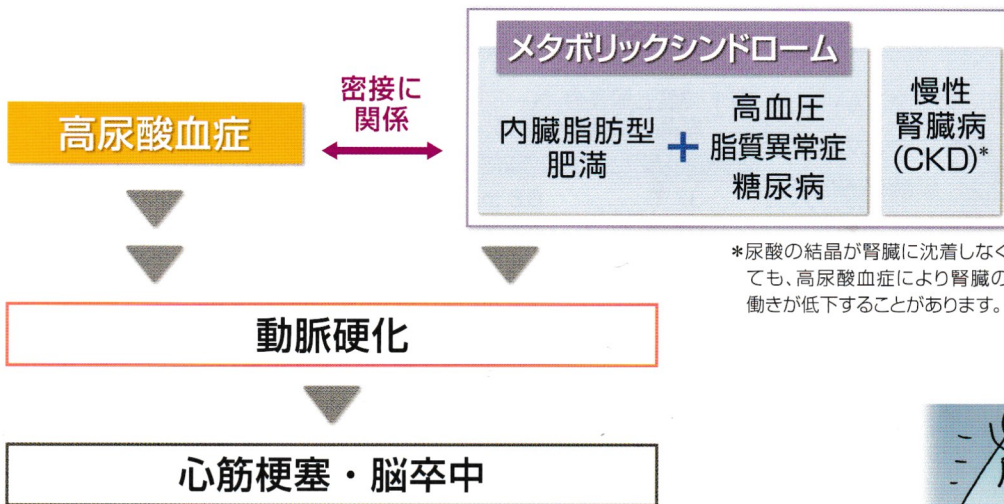 高尿酸血症
密接に
関係
メタボリックシンドローム
内臓脂肪型
肥満
+
高血圧
脂質異常症
糖尿病
慢性
腎臓病
(CKD)*
*尿酸の結晶が腎臓に沈着しなく
ても、高尿酸血症により腎臓の
働きが低下することがあります。
動脈硬化
心筋梗塞・脳卒中